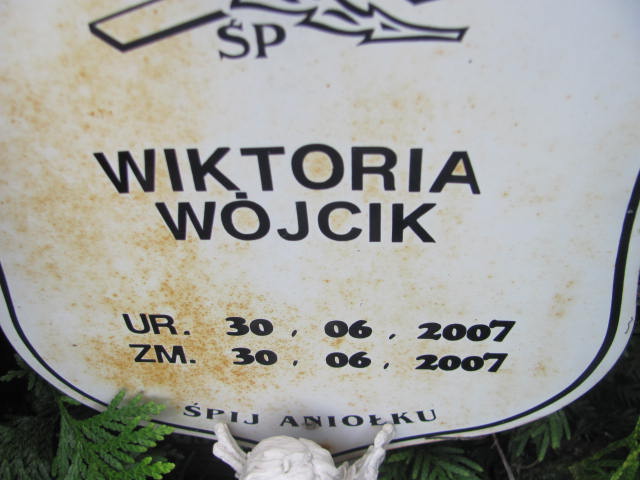 ŚP
WIKTORIA
WÓJCIK
UR. 30 . 06 . 2007
ZM. 30 . 06 . 2007
ŚPIJ ANIOŁKU